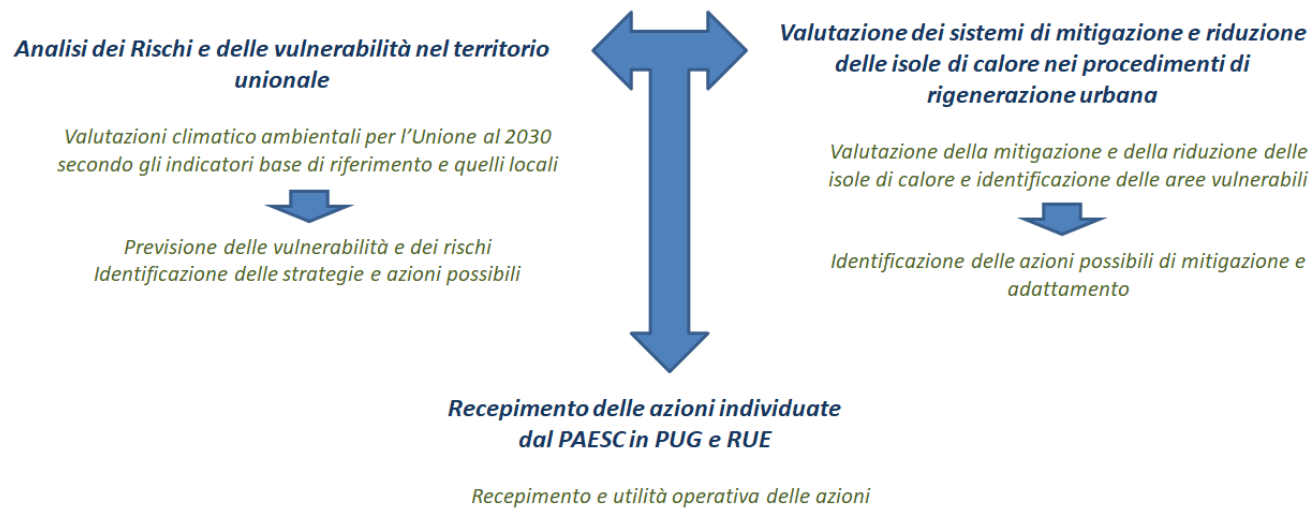 Analisi dei Rischi e delle vulnerabilità nel territorio
unionale
Valutazioni climatico ambientali per l'Unione al 2030
secondo gli indicatori base di riferimento e quelli locali
Previsione delle vulnerabilità e dei rischi
Identificazione delle strategie e azioni possibili
Valutazione dei sistemi di mitigazione e riduzione
delle isole di calore nei procedimenti di
rigenerazione urbana
Valutazione della mitigazione e della riduzione delle
isole di calore e identificazione delle aree vulnerabili
Identificazione delle azioni possibili di mitigazione e
adattamento
Recepimento delle azioni individuate
dal PAESC in PUG e RUE
Recepimento e utilità operativa delle azioni